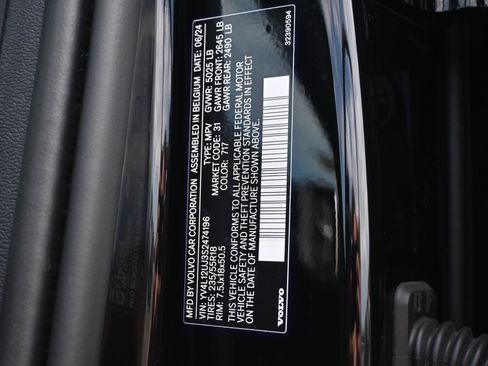 MFD. BY VOLVO CAR CORPORATION ASSEMBLED IN BELGIUM DATE: 06/24
VIN: YV4L12UJ3S2474196 TYPE: MPV GVWR: 5025 LB
TIRES: 235/55R18 MARKET CODE: 31 GAWR FRONT: 2645 LB
RIM: 7.5Jx18x50.5 COLOR: 717 GAWR REAR: 2490 LB
THIS VEHICLE CONFORMS TO ALL APPLICABLE FEDERAL MOTOR
VEHICLE SAFETY AND THEFT PREVENTION STANDARDS IN EFFECT
ON THE DATE OF MANUFACTURE SHOWN ABOVE.
VOLVO
32390594